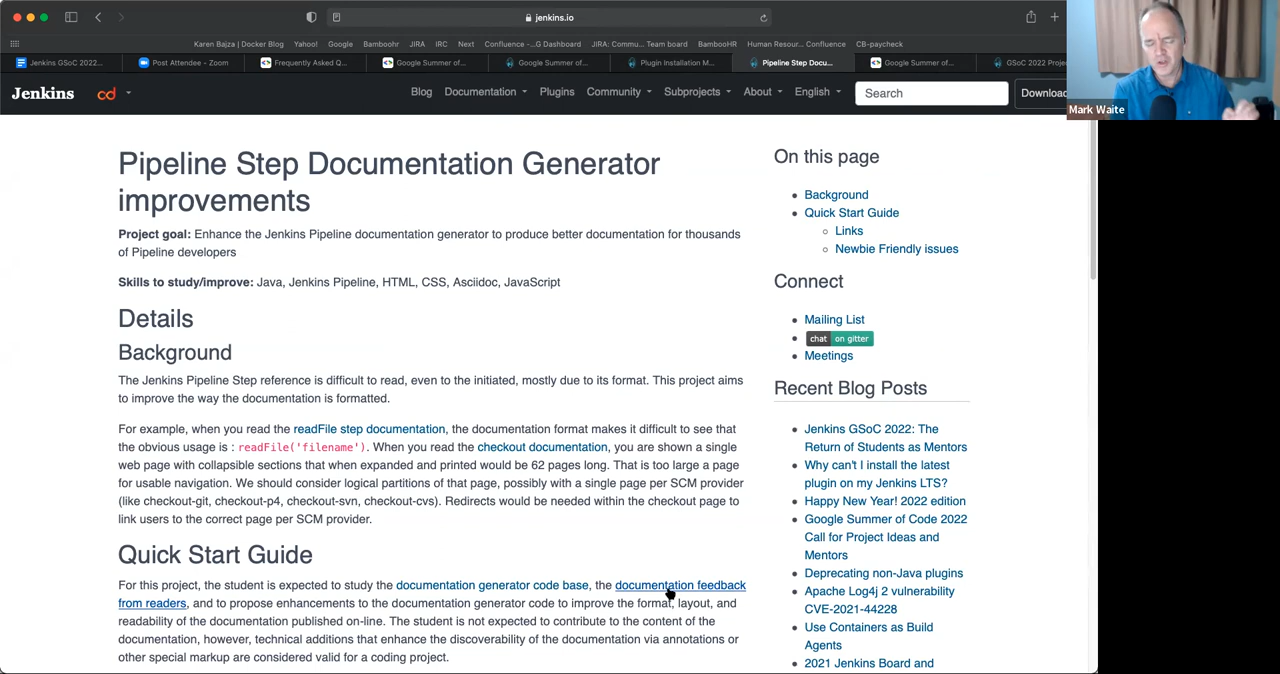 jenkins.io
Karen Bajza | Docker Blog
Yahoo!
Google
Bamboohr
JIRA
IRC
Next
Confluence -...G Dashboard
JIRA: Commu... Team board
BambooHR
Human Resour... Confluence
CB-paycheck
Jenkins GSoC 2022...
Post Attendee - Zoom
Frequently Asked Q...
Google Summer of...
Google Summer of...
Plugin Installation M...
Pipeline Step Docu...
Google Summer of...
GSoC 2022 Proje
Jenkins
cd
Blog
Documentation
Plugins
Community
Subprojects
About
English
Search
Download
Mark Waite
Pipeline Step Documentation Generator
improvements
Project goal: Enhance the Jenkins Pipeline documentation generator to produce better documentation for thousands
of Pipeline developers
Skills to study/improve: Java, Jenkins Pipeline, HTML, CSS, Asciidoc, JavaScript
Details
Background
The Jenkins Pipeline Step reference is difficult to read, even to the initiated, mostly due to its format. This project aims
to improve the way the documentation is formatted.
For example, when you read the readFile step documentation, the documentation format makes it difficult to see that
the obvious usage is : readFile('filename'). When you read the checkout documentation, you are shown a single
web page with collapsible sections that when expanded and printed would be 62 pages long. That is too large a page
for usable navigation. We should consider logical partitions of that page, possibly with a single page per SCM provider
(like checkout-git, checkout-p4, checkout-svn, checkout-cvs). Redirects would be needed within the checkout page to
link users to the correct page per SCM provider.
Quick Start Guide
For this project, the student is expected to study the documentation generator code base, the documentation feedback
from readers, and to propose enhancements to the documentation generator code to improve the format, layout, and
readability of the documentation published on-line. The student is not expected to contribute to the content of the
documentation, however, technical additions that enhance the discoverability of the documentation via annotations or
other special markup are considered valid for a coding project.
On this page
Background
Quick Start Guide
Links
Newbie Friendly issues
Connect
Mailing List
chat on gitter
Meetings
Recent Blog Posts
Jenkins GSoC 2022: The
Return of Students as Mentors
Why can't I install the latest
plugin on my Jenkins LTS?
Happy New Year! 2022 edition
Google Summer of Code 2022
Call for Project Ideas and
Mentors
Deprecating non-Java plugins
Apache Log4j 2 vulnerability
CVE-2021-44228
Use Containers as Build
Agents
2021 Jenkins Board and